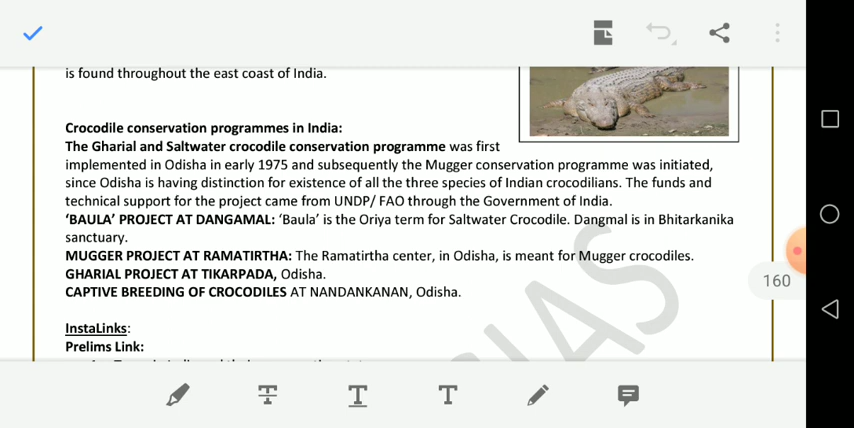 is found throughout the east coast of India.
Crocodile conservation programmes in India:
The Gharial and Saltwater crocodile conservation programme was first
implemented in Odisha in early 1975 and subsequently the Mugger conservation programme was initiated,
since Odisha is having distinction for existence of all the three species of Indian crocodilians. The funds and
technical support for the project came from UNDP/ FAO through the Government of India.
‘BAULA’ PROJECT AT DANGAMAL: ‘Baula’ is the Oriya term for Saltwater Crocodile. Dangmal is in Bhitarkanika
sanctuary.
MUGGER PROJECT AT RAMATIRTHA: The Ramatirtha center, in Odisha, is meant for Mugger crocodiles.
GHARIAL PROJECT AT TIKARPADA, Odisha.
160
CAPTIVE BREEDING OF CROCODILES AT NANDANKANAN, Odisha.
InstaLinks:
Prelims Link:
IAS
T
T
T